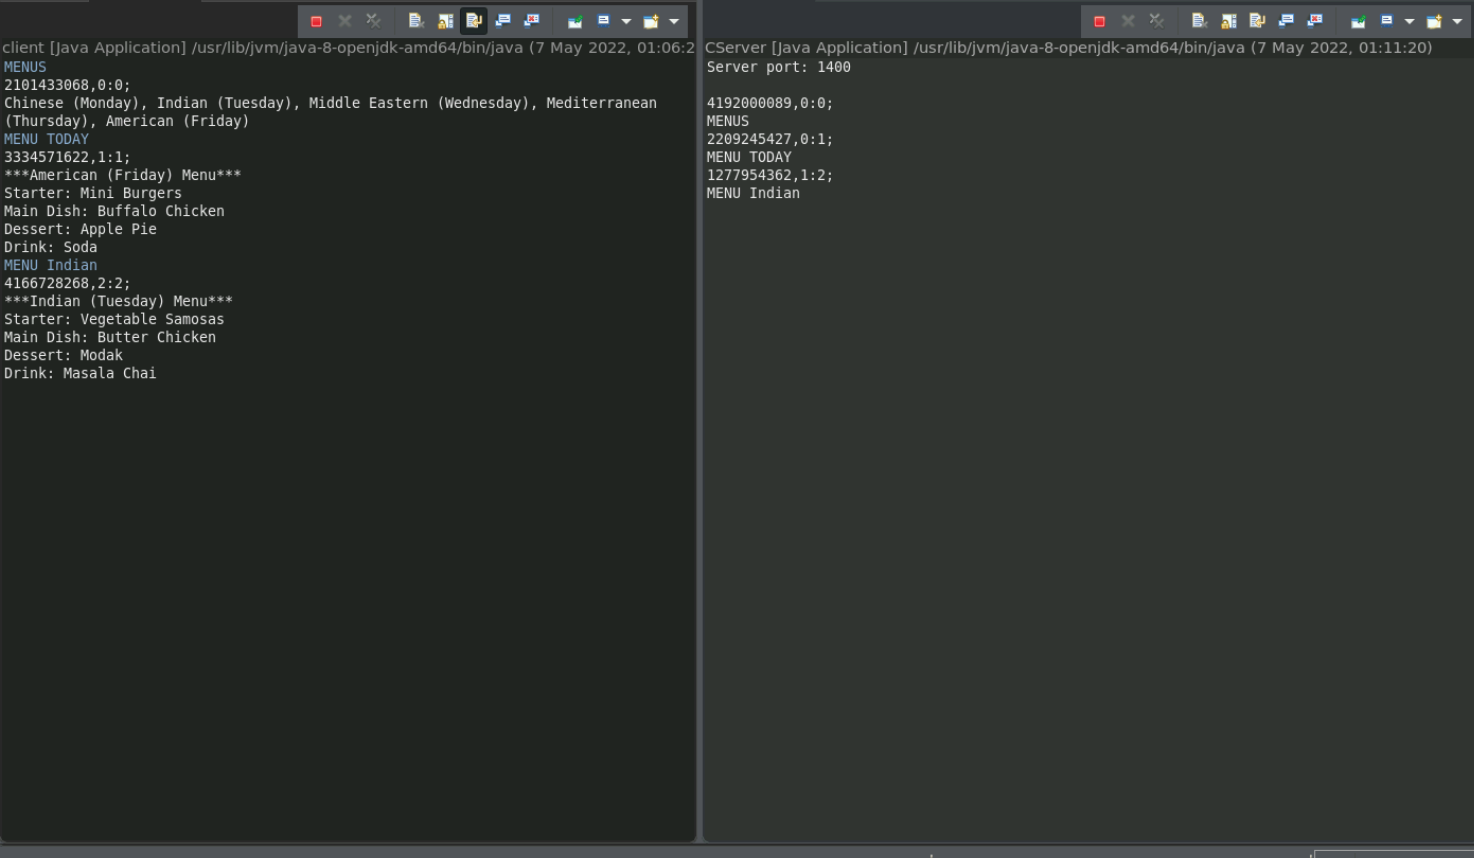 client [Java Application] /usr/lib/jvm/java-8-openjdk-amd64/bin/java (7 May 2022, 01:06:2
MENUS
2101433068,0:0;
Chinese (Monday), Indian (Tuesday), Middle Eastern (Wednesday), Mediterranean
(Thursday), American (Friday)
MENU TODAY
3334571622,1:1;
***American (Friday) Menu***
Starter: Mini Burgers
Main Dish: Buffalo Chicken
Dessert: Apple Pie
Drink: Soda
MENU Indian
4166728268,2:2;
***Indian (Tuesday) Menu***
Starter: Vegetable Samosas
Main Dish: Butter Chicken
Dessert: Modak
Drink: Masala Chai
CServer [Java Application] /usr/lib/jvm/java-8-openjdk-amd64/bin/java (7 May 2022, 01:11:20)
Server port: 1400
4192000089,0:0;
MENUS
2209245427,0:1;
MENU TODAY
1277954362,1:2;
MENU Indian